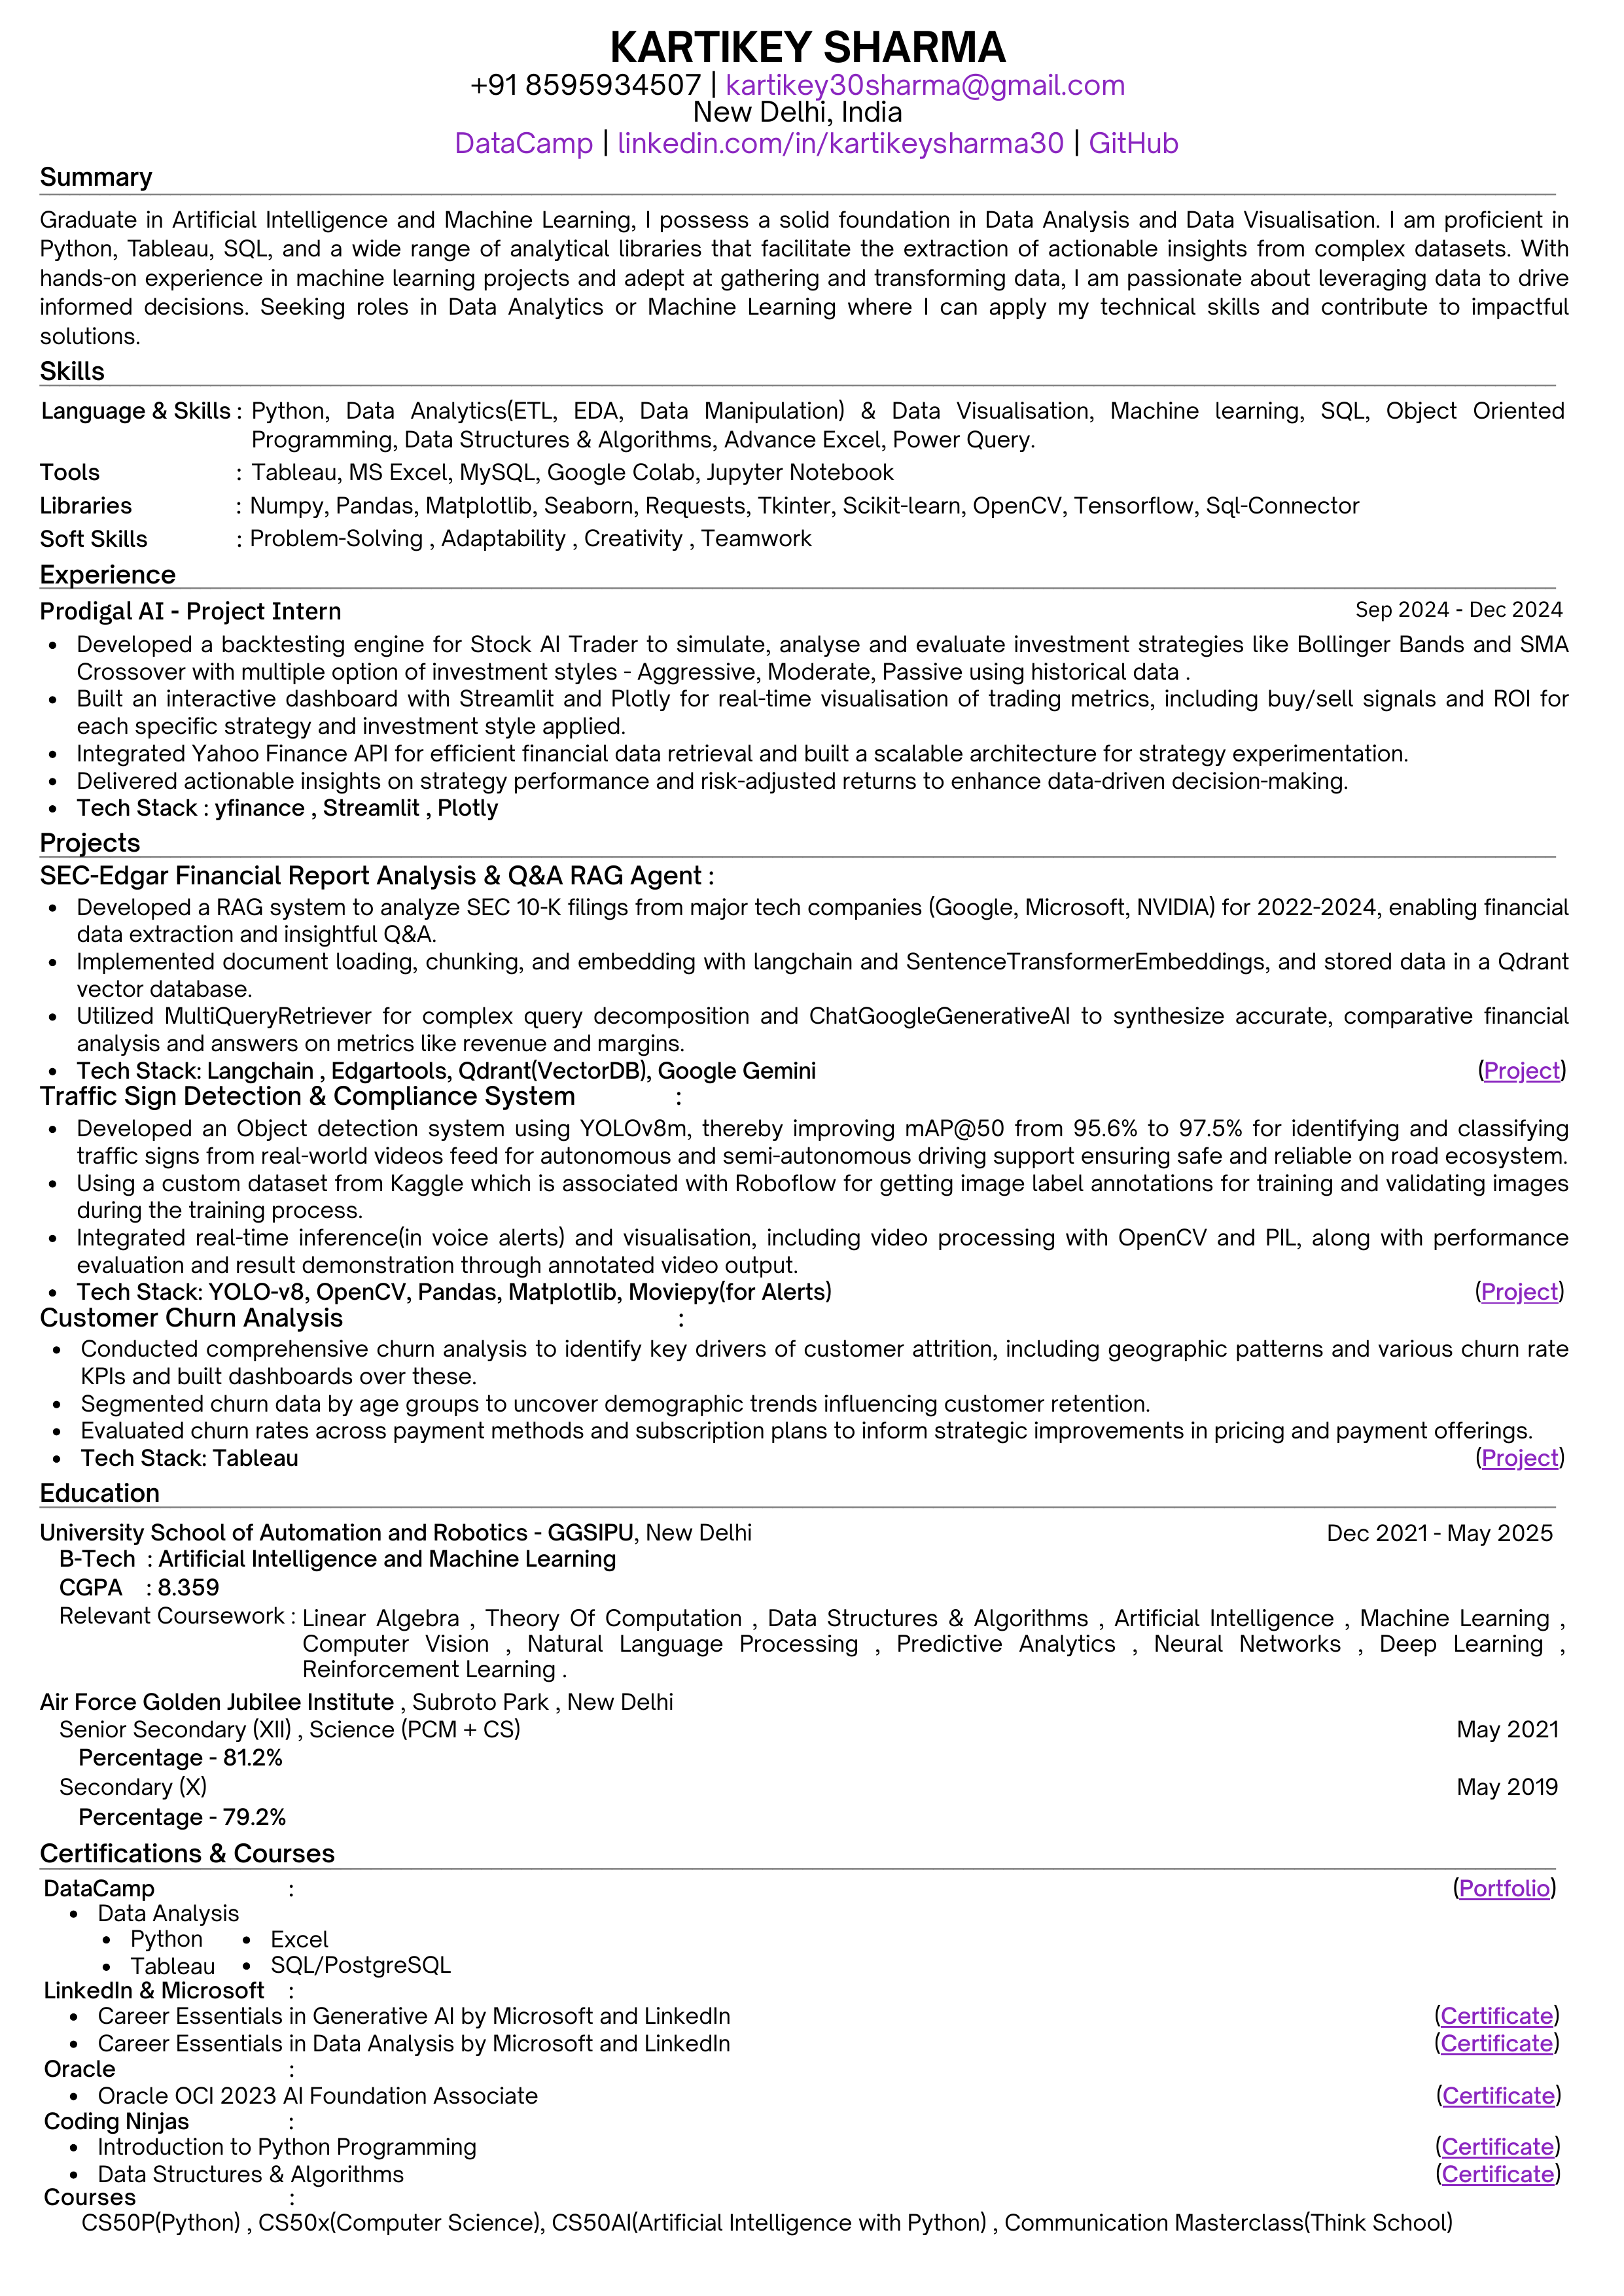 KARTIKEY SHARMA
+91 8595934507 | kartikey30sharma@gmail.com
New Delhi, India
DataCamp | linkedin.com/in/kartikeysharma30 | GitHub
Summary
Graduate in Artificial Intelligence and Machine Learning, I possess a solid foundation in Data Analysis and Data Visualisation. I am proficient in
Python, Tableau, SQL, and a wide range of analytical libraries that facilitate the extraction of actionable insights from complex datasets. With
hands-on experience in machine learning projects and adept at gathering and transforming data, I am passionate about leveraging data to drive
informed decisions. Seeking roles in Data Analytics or Machine Learning where I can apply my technical skills and contribute to impactful
solutions.
Skills
Language & Skills : Python, Data Analytics(ETL, EDA, Data Manipulation) & Data Visualisation, Machine learning, SQL, Object Oriented
Programming, Data Structures & Algorithms, Advance Excel, Power Query.
Tools : Tableau, MS Excel, MySQL, Google Colab, Jupyter Notebook
Libraries : Numpy, Pandas, Matplotlib, Seaborn, Requests, Tkinter, Scikit-learn, OpenCV, Tensorflow, Sql-Connector
Soft Skills : Problem-Solving , Adaptability , Creativity , Teamwork
Experience
Prodigal AI - Project Intern Sep 2024 - Dec 2024
• Developed a backtesting engine for Stock AI Trader to simulate, analyse and evaluate investment strategies like Bollinger Bands and SMA
Crossover with multiple option of investment styles - Aggressive, Moderate, Passive using historical data .
• Built an interactive dashboard with Streamlit and Plotly for real-time visualisation of trading metrics, including buy/sell signals and ROI for
each specific strategy and investment style applied.
• Integrated Yahoo Finance API for efficient financial data retrieval and built a scalable architecture for strategy experimentation.
• Delivered actionable insights on strategy performance and risk-adjusted returns to enhance data-driven decision-making.
• Tech Stack : yfinance , Streamlit , Plotly
Projects
SEC-Edgar Financial Report Analysis & Q&A RAG Agent :
• Developed a RAG system to analyze SEC 10-K filings from major tech companies (Google, Microsoft, NVIDIA) for 2022-2024, enabling financial
data extraction and insightful Q&A.
• Implemented document loading, chunking, and embedding with langchain and SentenceTransformerEmbeddings, and stored data in a Qdrant
vector database.
• Utilized MultiQueryRetriever for complex query decomposition and ChatGoogleGenerativeAI to synthesize accurate, comparative financial
analysis and answers on metrics like revenue and margins.
• Tech Stack: Langchain , Edgartools, Qdrant(VectorDB), Google Gemini (Project)
Traffic Sign Detection & Compliance System :
• Developed an Object detection system using YOLOv8m, thereby improving mAP@50 from 95.6% to 97.5% for identifying and classifying
traffic signs from real-world videos feed for autonomous and semi-autonomous driving support ensuring safe and reliable on road ecosystem.
• Using a custom dataset from Kaggle which is associated with Roboflow for getting image label annotations for training and validating images
during the training process.
• Integrated real-time inference(in voice alerts) and visualisation, including video processing with OpenCV and PIL, along with performance
evaluation and result demonstration through annotated video output.
• Tech Stack: YOLO-v8, OpenCV, Pandas, Matplotlib, Moviepy(for Alerts) (Project)
Customer Churn Analysis :
• Conducted comprehensive churn analysis to identify key drivers of customer attrition, including geographic patterns and various churn rate
KPIs and built dashboards over these.
• Segmented churn data by age groups to uncover demographic trends influencing customer retention.
• Evaluated churn rates across payment methods and subscription plans to inform strategic improvements in pricing and payment offerings.
• Tech Stack: Tableau (Project)
Education
University School of Automation and Robotics - GGSIPU, New Delhi Dec 2021 - May 2025
B-Tech : Artificial Intelligence and Machine Learning
CGPA : 8.359
Relevant Coursework : Linear Algebra , Theory Of Computation , Data Structures & Algorithms , Artificial Intelligence , Machine Learning ,
Computer Vision , Natural Language Processing , Predictive Analytics , Neural Networks , Deep Learning ,
Reinforcement Learning .
Air Force Golden Jubilee Institute , Subroto Park , New Delhi
Senior Secondary (XII) , Science (PCM + CS) May 2021
Percentage - 81.2%
Secondary (X) May 2019
Percentage - 79.2%
Certifications & Courses
DataCamp : (Portfolio)
• Data Analysis
• Python • Excel
• Tableau • SQL/PostgreSQL
LinkedIn & Microsoft :
• Career Essentials in Generative AI by Microsoft and LinkedIn (Certificate)
• Career Essentials in Data Analysis by Microsoft and LinkedIn (Certificate)
Oracle :
• Oracle OCI 2023 AI Foundation Associate (Certificate)
Coding Ninjas :
• Introduction to Python Programming (Certificate)
• Data Structures & Algorithms (Certificate)
Courses :
CS50P(Python) , CS50x(Computer Science), CS50AI(Artificial Intelligence with Python) , Communication Masterclass(Think School)